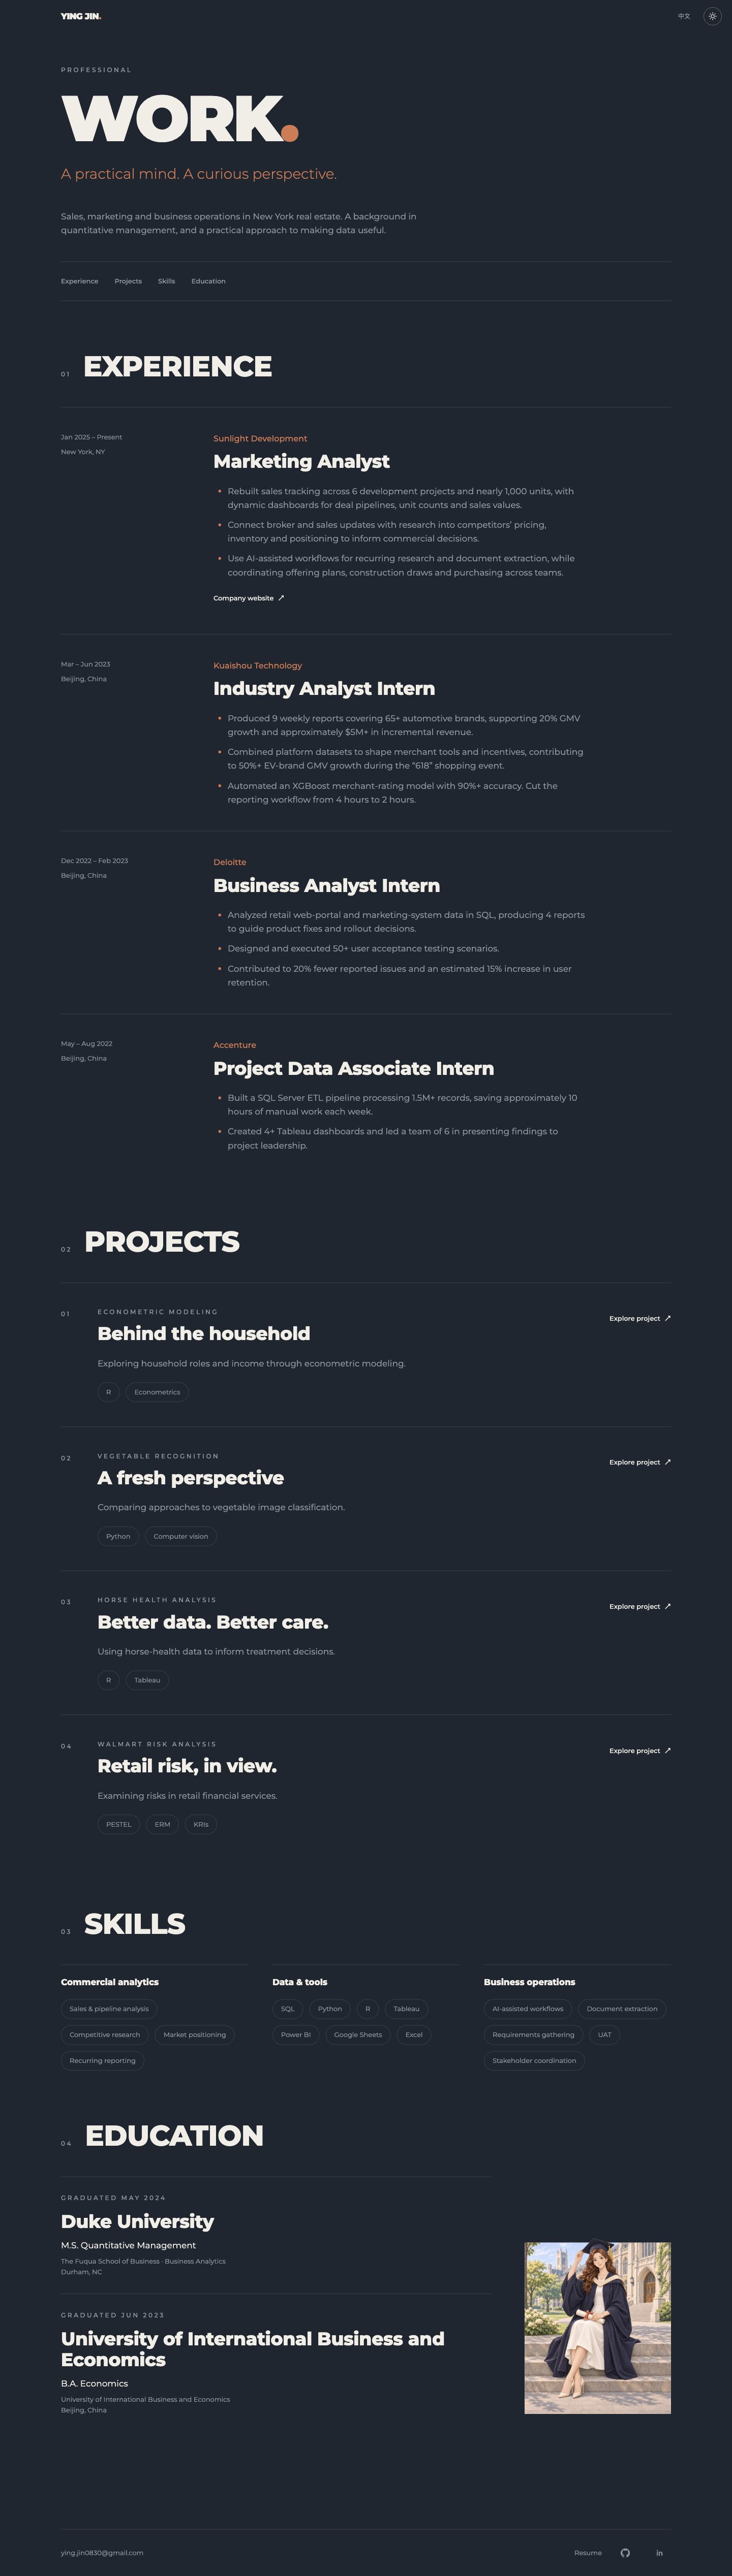 YING JIN.
中文
PROFESSIONAL
WORK.
A practical mind. A curious perspective.
Sales, marketing and business operations in New York real estate. A background in
quantitative management, and a practical approach to making data useful.
Experience Projects Skills Education
01 EXPERIENCE
Jan 2025 – Present
New York, NY
Sunlight Development
Marketing Analyst
Rebuilt sales tracking across 6 development projects and nearly 1,000 units, with
dynamic dashboards for deal pipelines, unit counts and sales values.
Connect broker and sales updates with research into competitors’ pricing,
inventory and positioning to inform commercial decisions.
Use AI-assisted workflows for recurring research and document extraction, while
coordinating offering plans, construction draws and purchasing across teams.
Company website ↗
Mar – Jun 2023
Beijing, China
Kuaishou Technology
Industry Analyst Intern
Produced 9 weekly reports covering 65+ automotive brands, supporting 20% GMV
growth and approximately $5M+ in incremental revenue.
Combined platform datasets to shape merchant tools and incentives, contributing
to 50%+ EV-brand GMV growth during the “618” shopping event.
Automated an XGBoost merchant-rating model with 90%+ accuracy. Cut the
reporting workflow from 4 hours to 2 hours.
Dec 2022 – Feb 2023
Beijing, China
Deloitte
Business Analyst Intern
Analyzed retail web-portal and marketing-system data in SQL, producing 4 reports
to guide product fixes and rollout decisions.
Designed and executed 50+ user acceptance testing scenarios.
Contributed to 20% fewer reported issues and an estimated 15% increase in user
retention.
May – Aug 2022
Beijing, China
Accenture
Project Data Associate Intern
Built a SQL Server ETL pipeline processing 1.5M+ records, saving approximately 10
hours of manual work each week.
Created 4+ Tableau dashboards and led a team of 6 in presenting findings to
project leadership.
02 PROJECTS
01
ECONOMETRIC MODELING
Behind the household
Exploring household roles and income through econometric modeling.
R Econometrics
Explore project ↗
02
VEGETABLE RECOGNITION
A fresh perspective
Comparing approaches to vegetable image classification.
Python Computer vision
Explore project ↗
03
HORSE HEALTH ANALYSIS
Better data. Better care.
Using horse-health data to inform treatment decisions.
R Tableau
Explore project ↗
04
WALMART RISK ANALYSIS
Retail risk, in view.
Examining risks in retail financial services.
PESTEL ERM KRIs
Explore project ↗
03 SKILLS
Commercial analytics
Sales & pipeline analysis
Competitive research Market positioning
Recurring reporting
Data & tools
SQL Python R Tableau
Power BI Google Sheets Excel
Business operations
AI-assisted workflows Document extraction
Requirements gathering UAT
Stakeholder coordination
04 EDUCATION
GRADUATED MAY 2024
Duke University
M.S. Quantitative Management
The Fuqua School of Business · Business Analytics
Durham, NC
GRADUATED JUN 2023
University of International Business and
Economics
B.A. Economics
University of International Business and Economics
Beijing, China
ying.jin0830@gmail.com
Resume
in